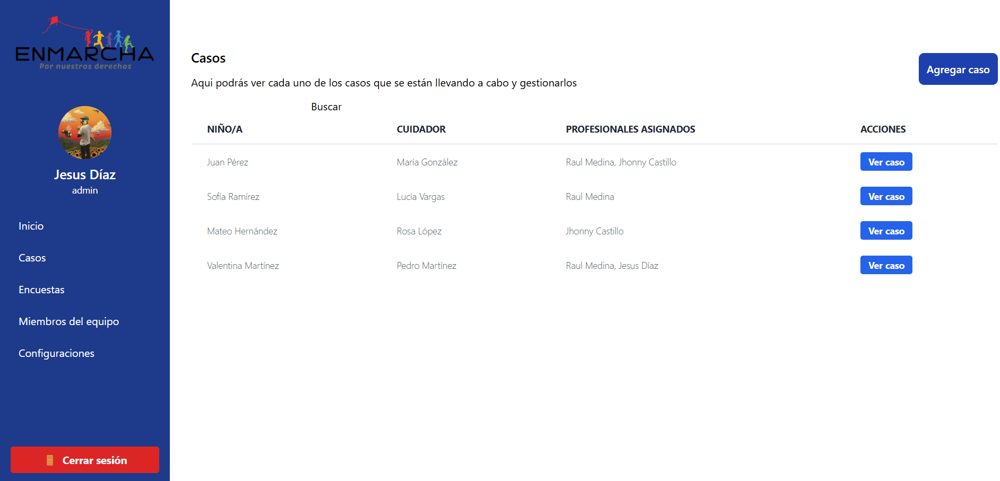 ENMARCHA
Por nuestros derechos
Jesus Díaz
admin
Inicio
Casos
Encuestas
Miembros del equipo
Configuraciones
Cerrar sesión
Casos
Agregar caso
Aqui podrás ver cada uno de los casos que se están llevando a cabo y gestionarlos
Buscar
NIÑO/A CUIDADOR PROFESIONALES ASIGNADOS ACCIONES
Juan Pérez María González Raul Medina, Jhonny Castillo Ver caso
Sofía Ramírez Lucía Vargas Raul Medina Ver caso
Mateo Hernández Rosa López Jhonny Castillo Ver caso
Valentina Martínez Pedro Martínez Raul Medina, Jesus Díaz Ver caso